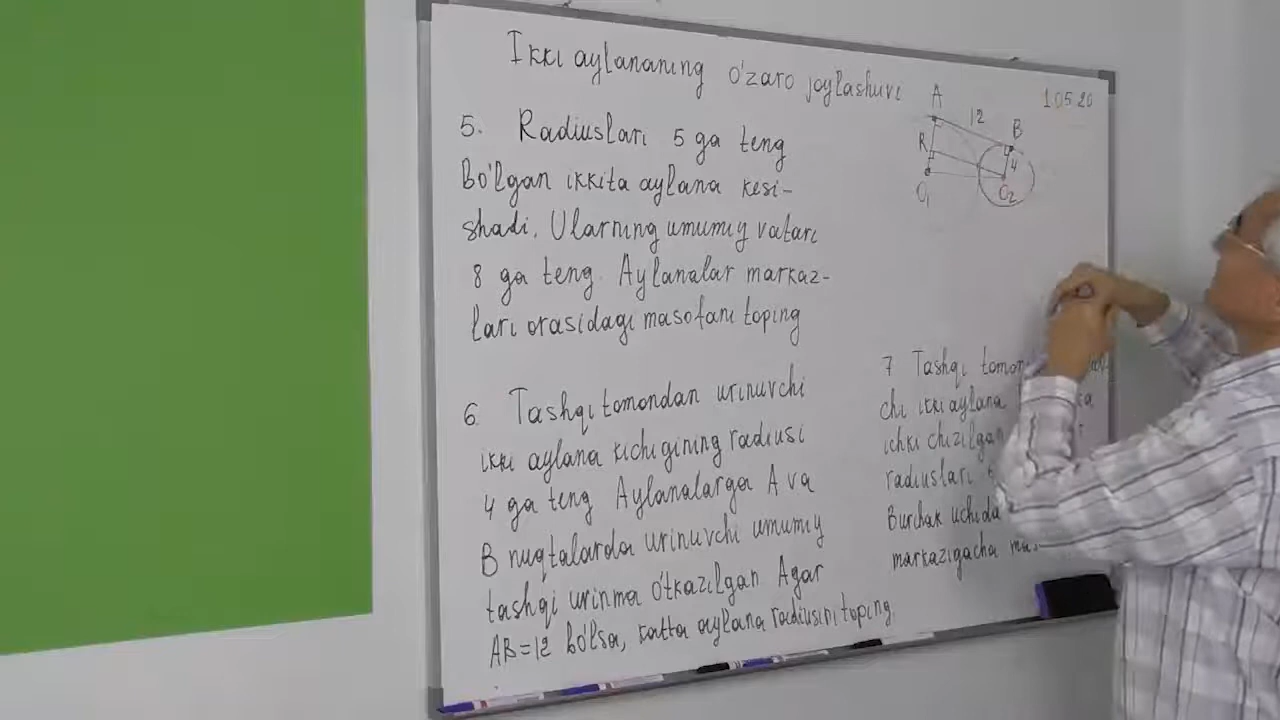 Ikki aylananing o'zaro joylashuvi
1 05 20
5. Radiuslari 5 ga teng
bo'lgan ikkita aylana kesi-
shadi. Ularning umumiy vatari
8 ga teng. Aylanalar markaz-
lari orasidagi masofani toping
A
12
B
R
4
O1
O2
6. Tashqi tomondan urinuvchi
ikki aylana kichigining radiusi
4 ga teng Aylanalarga A va
B nuqtalarda urinuvchi umumiy
tashqi urinma o'tkazilgan Agar
AB=12 bo'lsa, katta aylana radiusini toping.
7 Tashqi
chi ikki aylana
ichki chizilgan
radiuslari
Burchak uchida
markazigacha